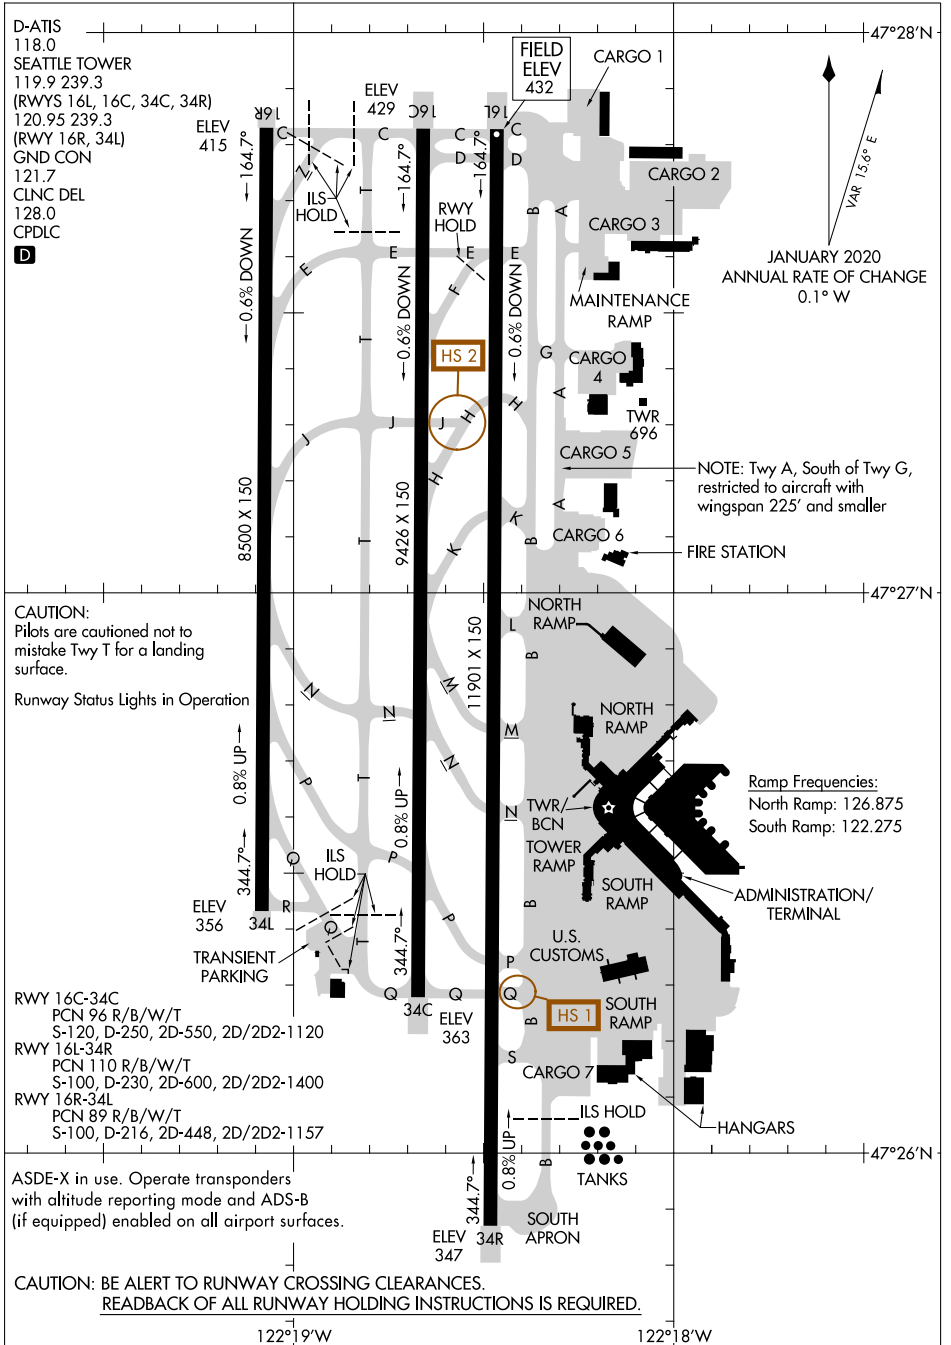 D-ATIS
118.0
SEATTLE TOWER
119.9 239.3
(RWYS 16L, 16C, 34C, 34R)
120.95 239.3
(RWY 16R, 34L)
GND CON
121.7
CLNC DEL
128.0
CPDLC
D
47°28'N
FIELD
ELEV
432
CARGO 1
ELEV
429
ELEV
415
16R
16C
16L
C
C
C
C
D
D
164.7°
164.7°
164.7°
Z
ILS
HOLD
T
CARGO 2
VAR 15.6° E
B
A
RWY
HOLD
CARGO 3
E
E
E
E
F
JANUARY 2020
ANNUAL RATE OF CHANGE
0.1° W
MAINTENANCE
RAMP
0.6% DOWN
0.6% DOWN
0.6% DOWN
T
HS 2
G
CARGO
4
A
H
H
J
J
J
TWR
696
CARGO 5
NOTE: Twy A, South of Twy G,
restricted to aircraft with
wingspan 225' and smaller
H
8500 X 150
9426 X 150
A
K
K
T
B
CARGO 6
FIRE STATION
47°27'N
CAUTION:
Pilots are cautioned not to
mistake Twy T for a landing
surface.
Runway Status Lights in Operation
NORTH
RAMP
11901 X 150
L
B
M
N
N
NORTH
RAMP
M
N
P
T
0.8% UP
0.8% UP
Ramp Frequencies:
North Ramp: 126.875
South Ramp: 122.275
TWR/
BCN
N
TOWER
RAMP
Q
P
ILS
HOLD
344.7°
SOUTH
RAMP
ADMINISTRATION/
TERMINAL
ELEV
356
34L
R
Q
T
P
B
344.7°
U.S.
CUSTOMS
TRANSIENT
PARKING
P
Q
Q
Q
34C
ELEV
363
HS 1
B
SOUTH
RAMP
RWY 16C-34C
PCN 96 R/B/W/T
S-120, D-250, 2D-550, 2D/2D2-1120
RWY 16L-34R
PCN 110 R/B/W/T
S-100, D-230, 2D-600, 2D/2D2-1400
RWY 16R-34L
PCN 89 R/B/W/T
S-100, D-216, 2D-448, 2D/2D2-1157
S
CARGO 7
HANGARS
ILS HOLD
TANKS
0.8% UP
344.7°
B
47°26'N
ASDE-X in use. Operate transponders
with altitude reporting mode and ADS-B
(if equipped) enabled on all airport surfaces.
ELEV
347
34R
SOUTH
APRON
CAUTION: BE ALERT TO RUNWAY CROSSING CLEARANCES.
READBACK OF ALL RUNWAY HOLDING INSTRUCTIONS IS REQUIRED.
122°19'W
122°18'W